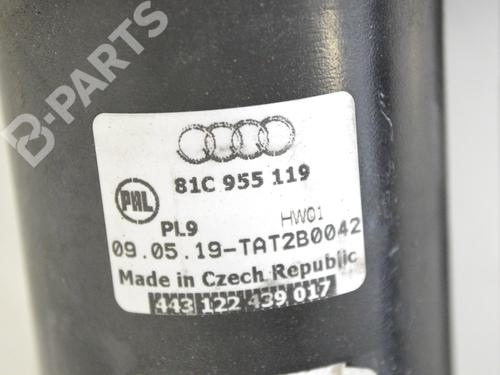 B-PARTS
81C 955 119
PAL
PL9 HW01
09.05.19-TAT2B0042
Made in Czech Republic
443 122 439 017